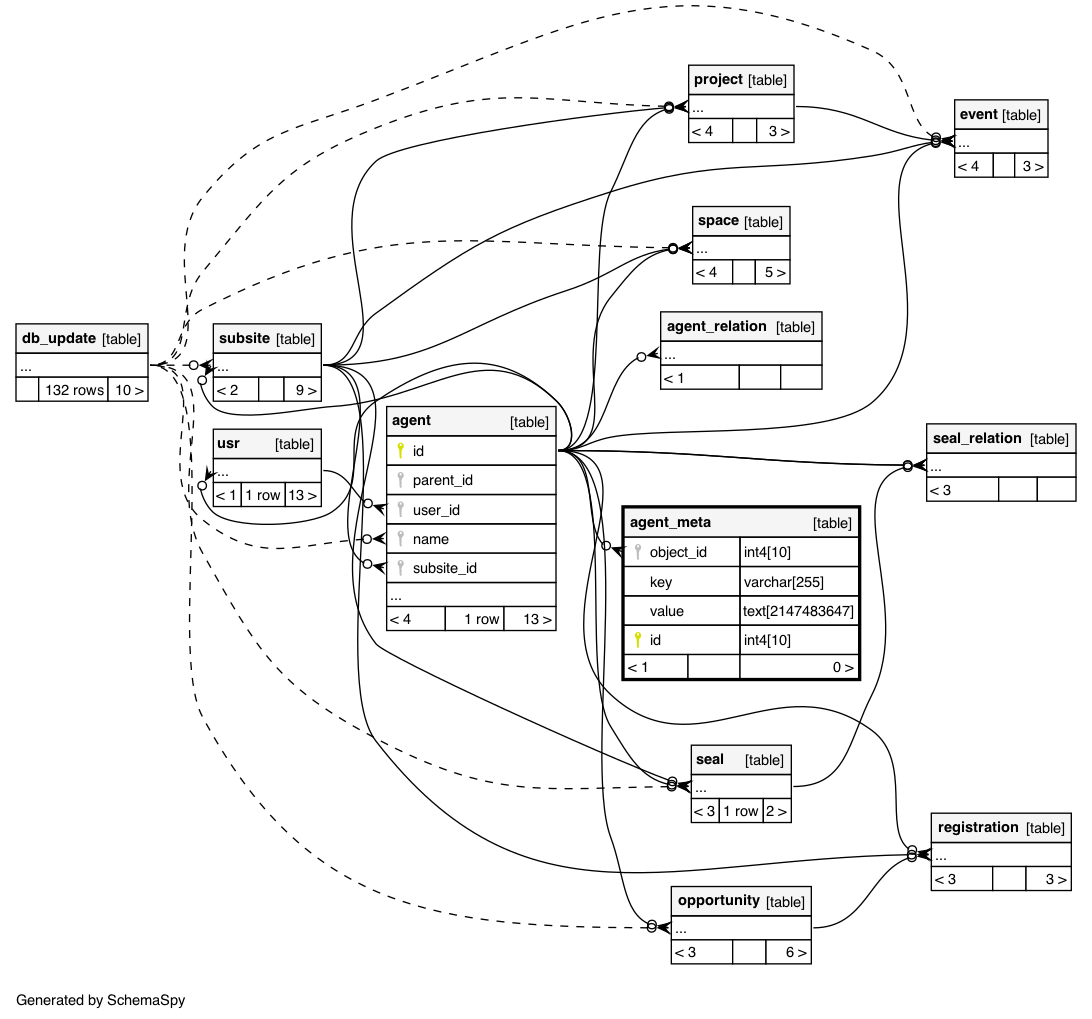 project [table]
...
< 4 3 >
event [table]
...
< 4 3 >
space [table]
...
< 4 5 >
agent_relation [table]
...
< 1
db_update [table]
...
132 rows 10 >
subsite [table]
...
< 2 9 >
usr [table]
...
< 1 1 row 13 >
agent [table]
id
parent_id
user_id
name
subsite_id
...
< 4 1 row 13 >
seal_relation [table]
...
< 3
agent_meta [table]
object_id int4[10]
key varchar[255]
value text[2147483647]
id int4[10]
< 1 0 >
seal [table]
...
< 3 1 row 2 >
registration [table]
...
< 3 3 >
opportunity [table]
...
< 3 6 >
Generated by SchemaSpy